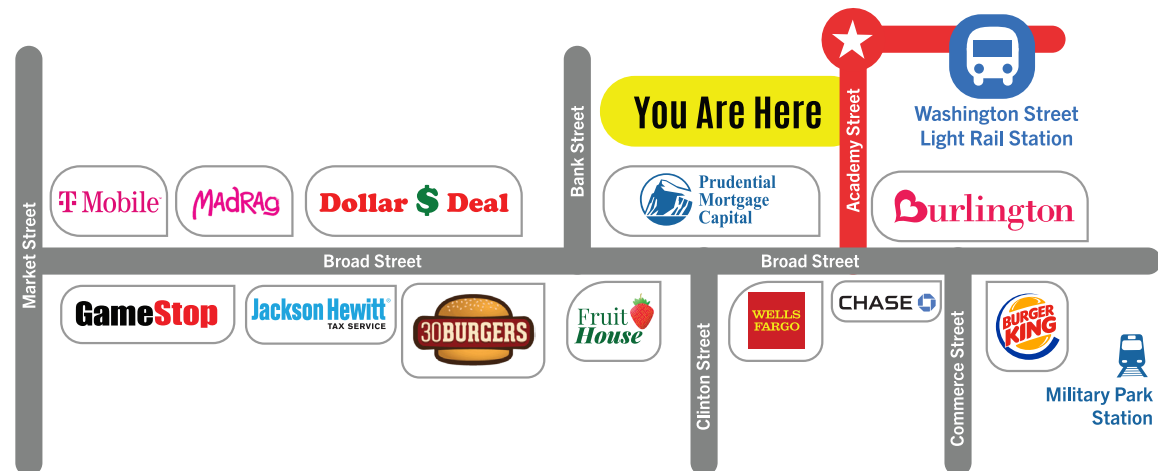 You Are Here
Washington Street
Light Rail Station
Market Street
Bank Street
Academy Street
T Mobile
MADRAG
Dollar $ Deal
Prudential
Mortgage
Capital
Burlington
Broad Street
Broad Street
GameStop
Jackson Hewitt®
TAX SERVICE
30BURGERS
Fruit
House
Clinton Street
WELLS
FARGO
CHASE
Commerce Street
BURGER
KING
Military Park
Station